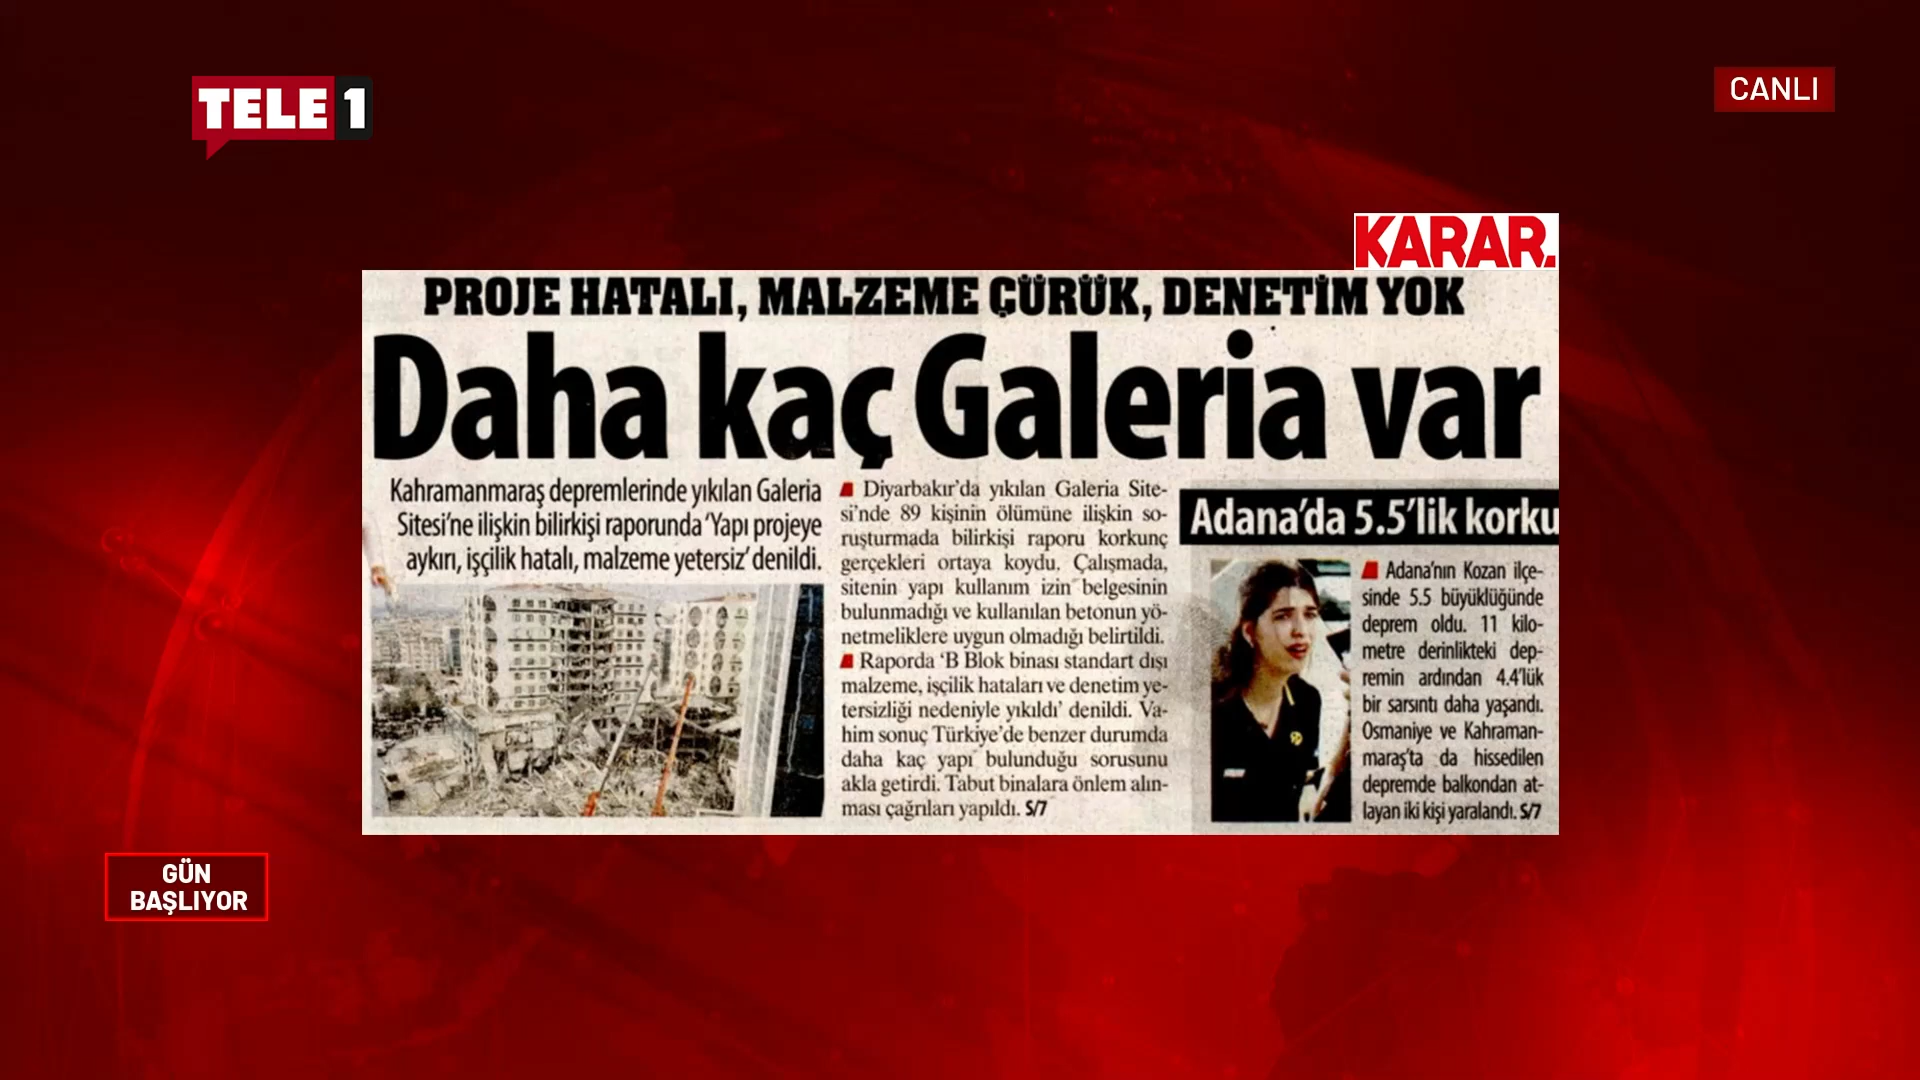 TELE 1
CANLI
KARAR.
PROJE HATALI, MALZEME ÇÜRÜK, DENETİM YOK
Daha kaç Galeria var
Kahramanmaraş depremlerinde yıkılan Galeria
Sitesi’ne ilişkin bilirkişi raporunda ‘Yapı projeye
aykırı, işçilik hatalı, malzeme yetersiz’ denildi.
Diyarbakır’da yıkılan Galeria Site-
si’nde 89 kişinin ölümüne ilişkin so-
ruşturmada bilirkişi raporu korkunç
gerçekleri ortaya koydu. Çalışmada,
sitenin yapı kullanım izin belgesinin
bulunmadığı ve kullanılan betonun yö-
netmeliklere uygun olmadığı belirtildi.
Raporda ‘B Blok binası standart dışı
malzeme, işçilik hataları ve denetim ye-
tersizliği nedeniyle yıkıldı’ denildi. Va-
him sonuç Türkiye’de benzer durumda
daha kaç yapı bulunduğu sorusunu
akla getirdi. Tabut binalara önlem alın-
ması çağrıları yapıldı. S/7
Adana’da 5.5’lik korku
Adana’nın Kozan ilçe-
sinde 5.5 büyüklüğünde
deprem oldu. 11 kilo-
metre derinlikteki dep-
remin ardından 4.4’lük
bir sarsıntı daha yaşandı.
Osmaniye ve Kahraman-
maraş’ta da hissedilen
depremde balkondan at-
layan iki kişi yaralandı. S/7
GÜN
BAŞLIYOR